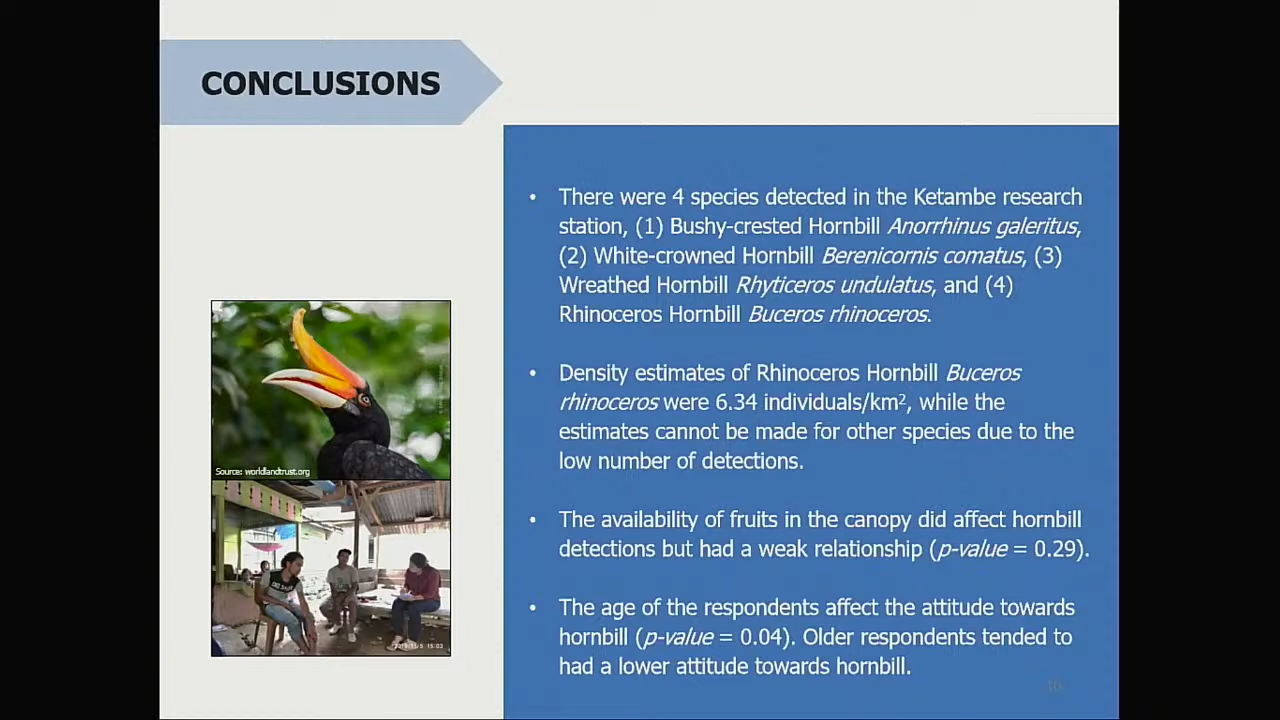 CONCLUSIONS
• There were 4 species detected in the Ketambe research
station, (1) Bushy-crested Hornbill Anorrhinus galeritus,
(2) White-crowned Hornbill Berenicornis comatus, (3)
Wreathed Hornbill Rhyticeros undulatus, and (4)
Rhinoceros Hornbill Buceros rhinoceros.
• Density estimates of Rhinoceros Hornbill Buceros
rhinoceros were 6.34 individuals/km², while the
estimates cannot be made for other species due to the
low number of detections.
• The availability of fruits in the canopy did affect hornbill
detections but had a weak relationship (p-value = 0.29).
• The age of the respondents affect the attitude towards
hornbill (p-value = 0.04). Older respondents tended to
had a lower attitude towards hornbill.
Source: worldlandtrust.org
10